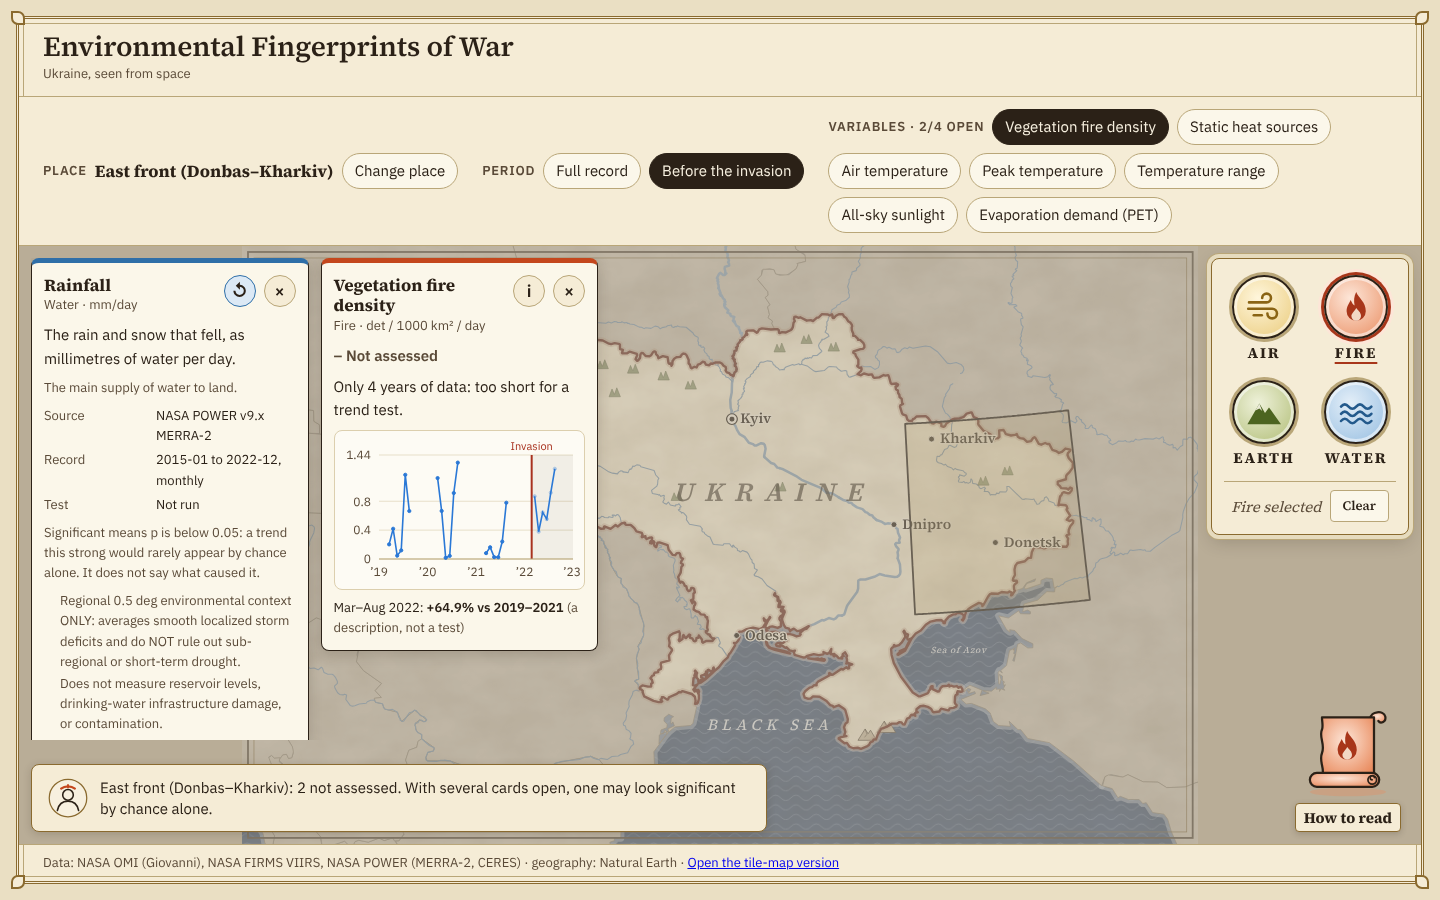 Environmental Fingerprints of War
Ukraine, seen from space
PLACE East front (Donbas–Kharkiv) Change place
PERIOD Full record Before the invasion
VARIABLES · 2/4 OPEN Vegetation fire density Static heat sources
Air temperature Peak temperature Temperature range
All-sky sunlight Evaporation demand (PET)
Rainfall
Water · mm/day
The rain and snow that fell, as
millimetres of water per day.
The main supply of water to land.
Source NASA POWER v9.x
MERRA-2
Record 2015-01 to 2022-12,
monthly
Test Not run
Significant means p is below 0.05: a trend
this strong would rarely appear by chance
alone. It does not say what caused it.
Regional 0.5 deg environmental context
ONLY: averages smooth localized storm
deficits and do NOT rule out sub-
regional or short-term drought.
Does not measure reservoir levels,
drinking-water infrastructure damage,
or contamination.
Vegetation fire
density
Fire · det / 1000 km² / day
– Not assessed
Only 4 years of data: too short for a
trend test.
Invasion
1.44
0.8
0.4
0
’19 ’20 ’21 ’22 ’23
Mar–Aug 2022: +64.9% vs 2019–2021 (a
description, not a test)
Kyiv
Kharkiv
UKRAINE
Dnipro
Donetsk
Odesa
Sea of Azov
BLACK SEA
AIR FIRE
EARTH WATER
Fire selected Clear
How to read
East front (Donbas–Kharkiv): 2 not assessed. With several cards open, one may look significant
by chance alone.
Data: NASA OMI (Giovanni), NASA FIRMS VIIRS, NASA POWER (MERRA-2, CERES) · geography: Natural Earth · Open the tile-map version